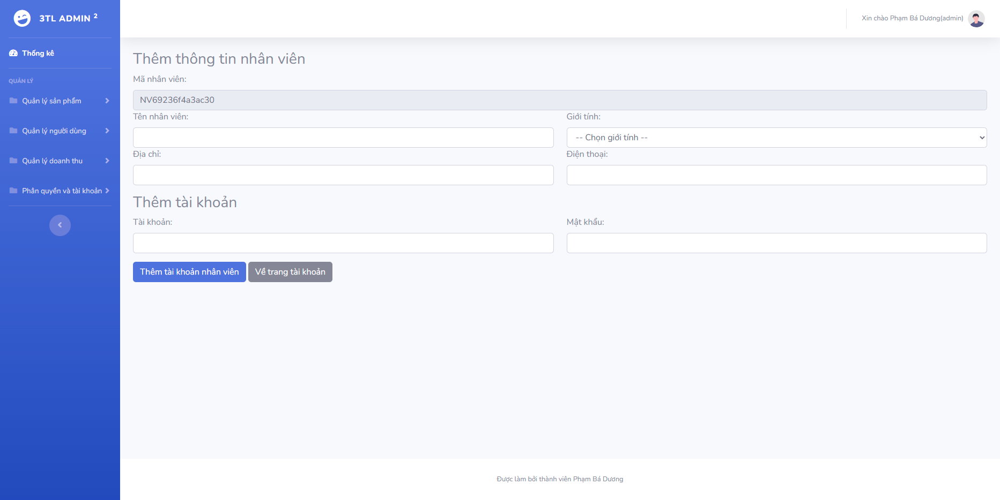 3TL ADMIN 2
Xin chào Phạm Bá Dương(admin)
Thống kê
QUẢN LÝ
Quản lý sản phẩm
Quản lý người dùng
Quản lý doanh thu
Phân quyền và tài khoản
Thêm thông tin nhân viên
Mã nhân viên:
NV69236f4a3ac30
Tên nhân viên:
Giới tính:
-- Chọn giới tính --
Địa chỉ:
Điện thoại:
Thêm tài khoản
Tài khoản:
Mật khẩu:
Thêm tài khoản nhân viên
Về trang tài khoản
Được làm bởi thành viên Phạm Bá Dương